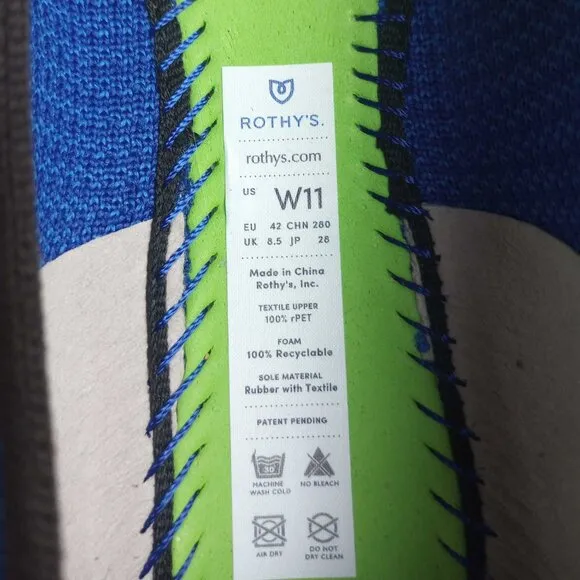 ROTHY'S.
rothys.com
US W11
EU 42 CHN 280
UK 8.5 JP 28
Made in China
Rothy's, Inc.
TEXTILE UPPER
100% rPET
FOAM
100% Recyclable
SOLE MATERIAL
Rubber with Textile
PATENT PENDING
30°
MACHINE WASH COLD
NO BLEACH
AIR DRY
DO NOT DRY CLEAN